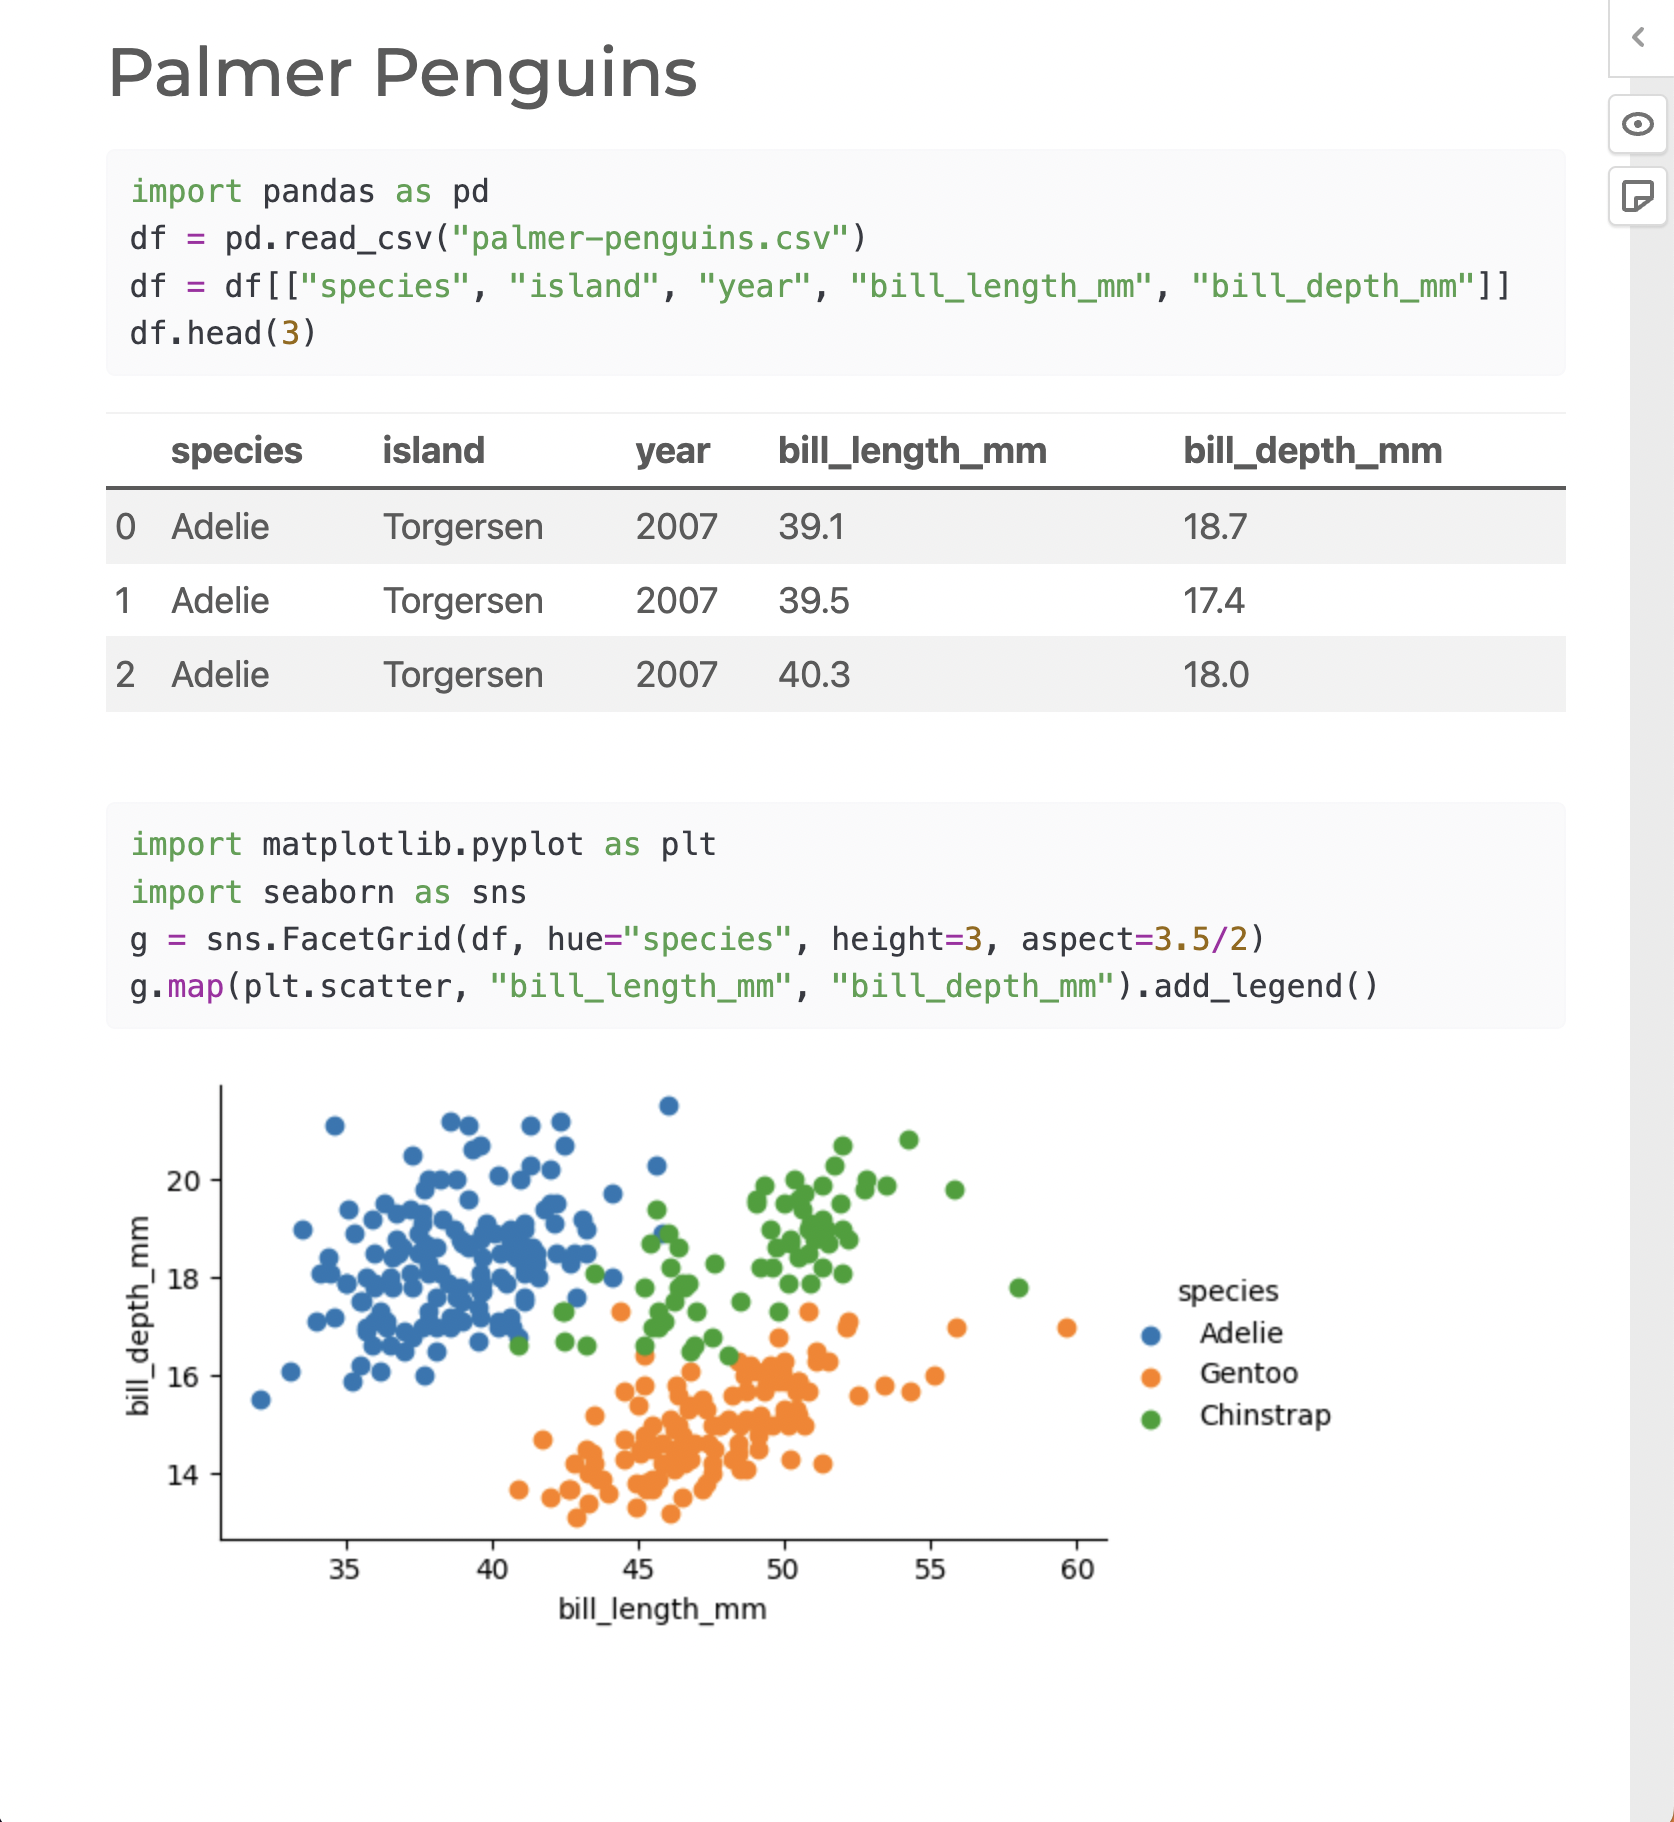 Palmer Penguins
import pandas as pd
df = pd.read_csv("palmer-penguins.csv")
df = df[["species", "island", "year", "bill_length_mm", "bill_depth_mm"]]
df.head(3)
species island year bill_length_mm bill_depth_mm
0 Adelie Torgersen 2007 39.1 18.7
1 Adelie Torgersen 2007 39.5 17.4
2 Adelie Torgersen 2007 40.3 18.0
import matplotlib.pyplot as plt
import seaborn as sns
g = sns.FacetGrid(df, hue="species", height=3, aspect=3.5/2)
g.map(plt.scatter, "bill_length_mm", "bill_depth_mm").add_legend()
bill_depth_mm
20
18
16
14
35 40 45 50 55 60
bill_length_mm
species
Adelie
Gentoo
Chinstrap